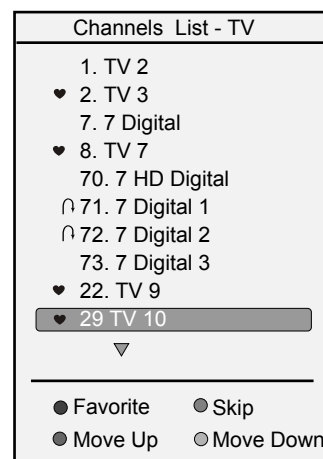 Channels List - TV
1. TV 2
2. TV 3
7. 7 Digital
8. TV 7
70. 7 HD Digital
71. 7 Digital 1
72. 7 Digital 2
73. 7 Digital 3
22. TV 9
29 TV 10
Favorite Skip
Move Up Move Down